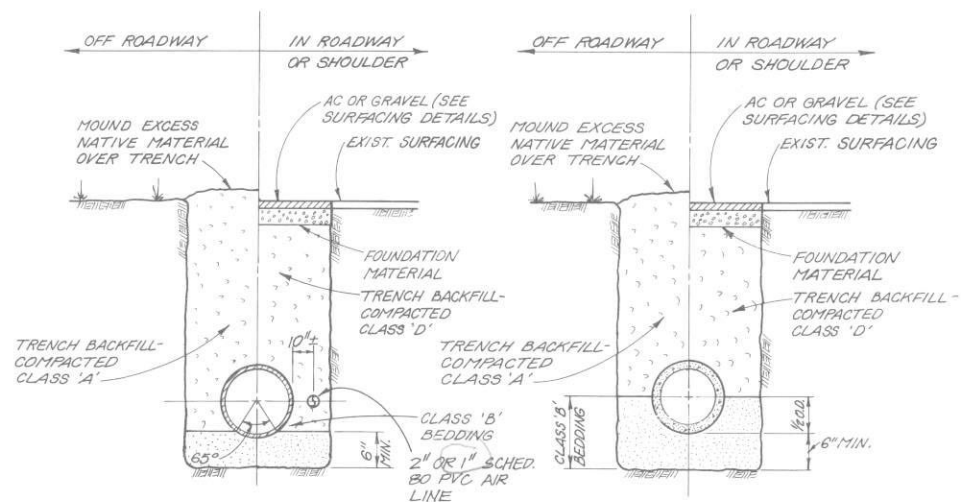 OFF ROADWAY
IN ROADWAY
OR SHOULDER
AC OR GRAVEL (SEE
SURFACING DETAILS)
MOUND EXCESS
NATIVE MATERIAL
OVER TRENCH
EXIST. SURFACING
FOUNDATION
MATERIAL
TRENCH BACKFILL-
COMPACTED
CLASS 'D'
TRENCH BACKFILL-
COMPACTED
CLASS 'A'
10"±
65°
6"
MIN.
CLASS 'B'
BEDDING
2" OR 1" SCHED.
80 PVC AIR
LINE
OFF ROADWAY
IN ROADWAY
OR SHOULDER
AC OR GRAVEL (SEE
SURFACING DETAILS)
MOUND EXCESS
NATIVE MATERIAL
OVER TRENCH
EXIST. SURFACING
FOUNDATION
MATERIAL
TRENCH BACKFILL-
COMPACTED
CLASS 'D'
TRENCH BACKFILL-
COMPACTED
CLASS 'A'
CLASS 'B'
BEDDING
1/2 O.D.
6" MIN.